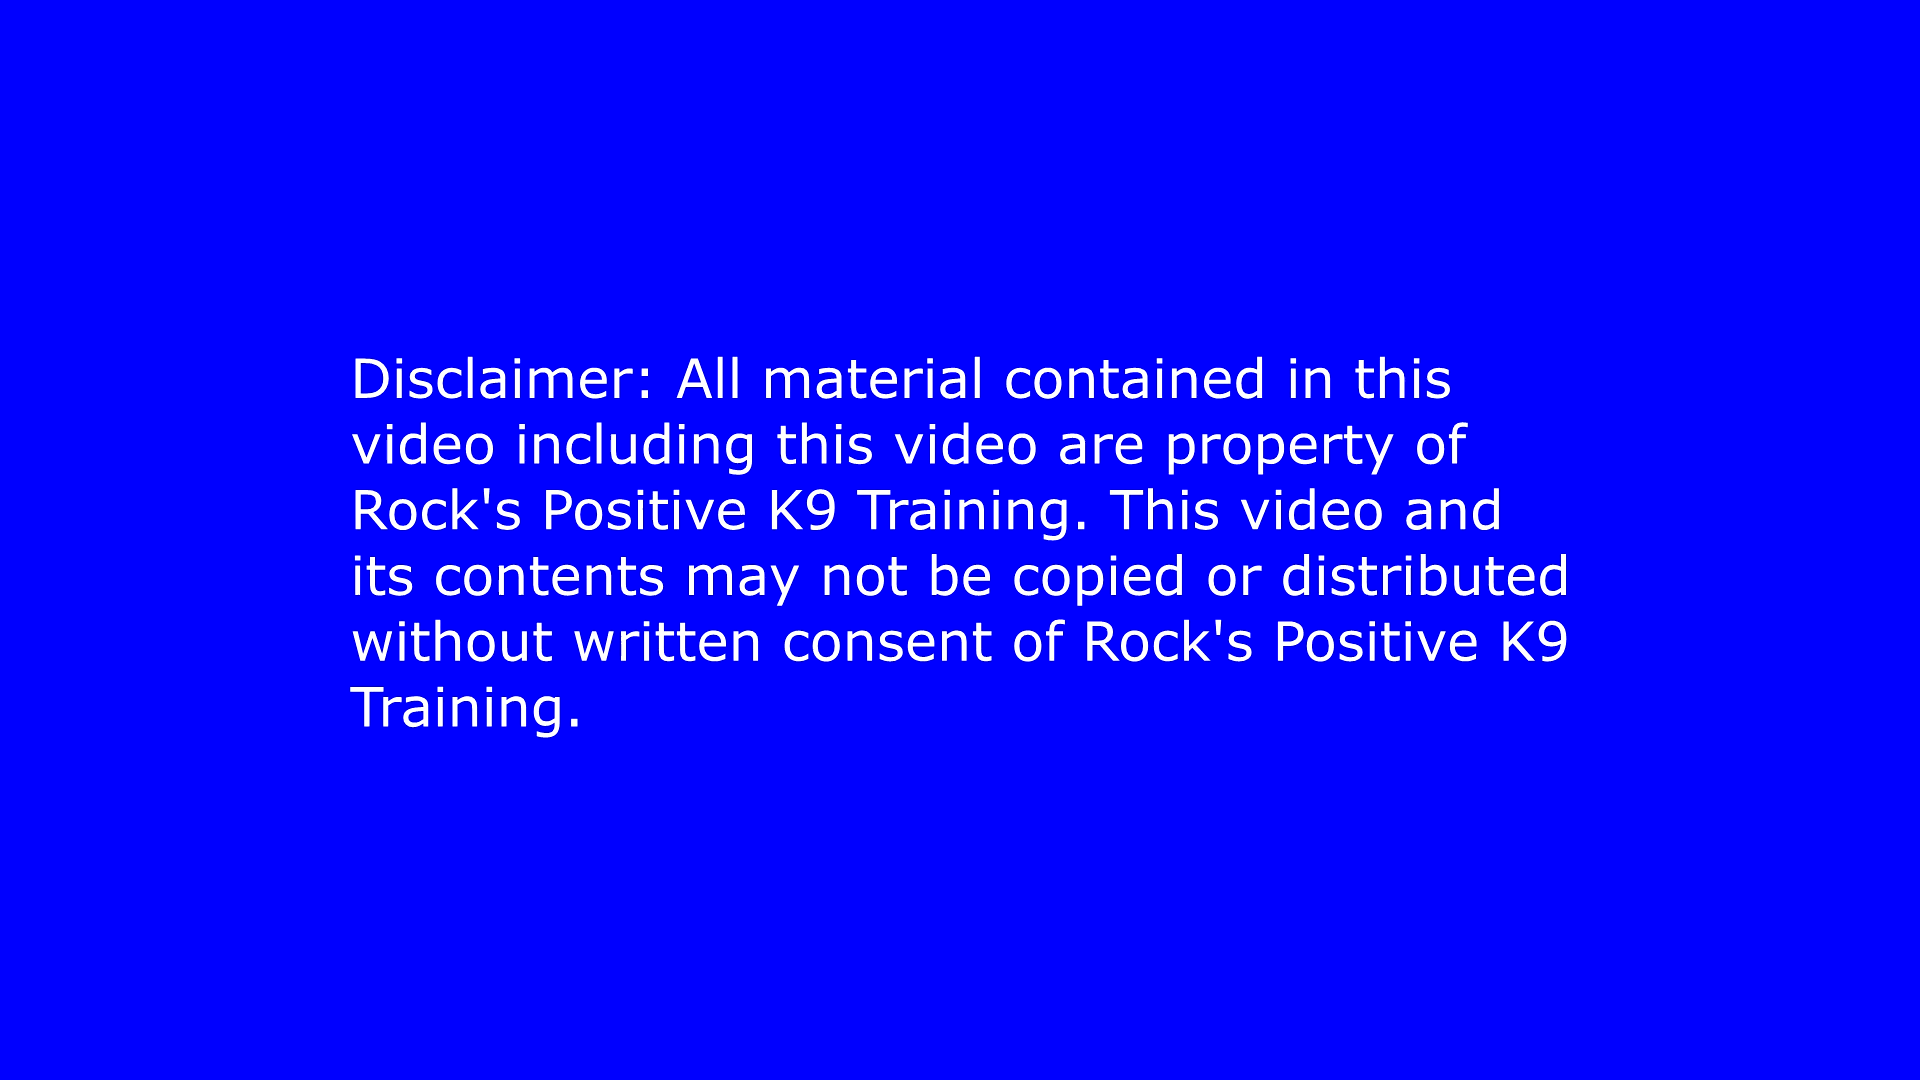 Disclaimer: All material contained in this
video including this video are property of
Rock's Positive K9 Training. This video and
its contents may not be copied or distributed
without written consent of Rock's Positive K9
Training.